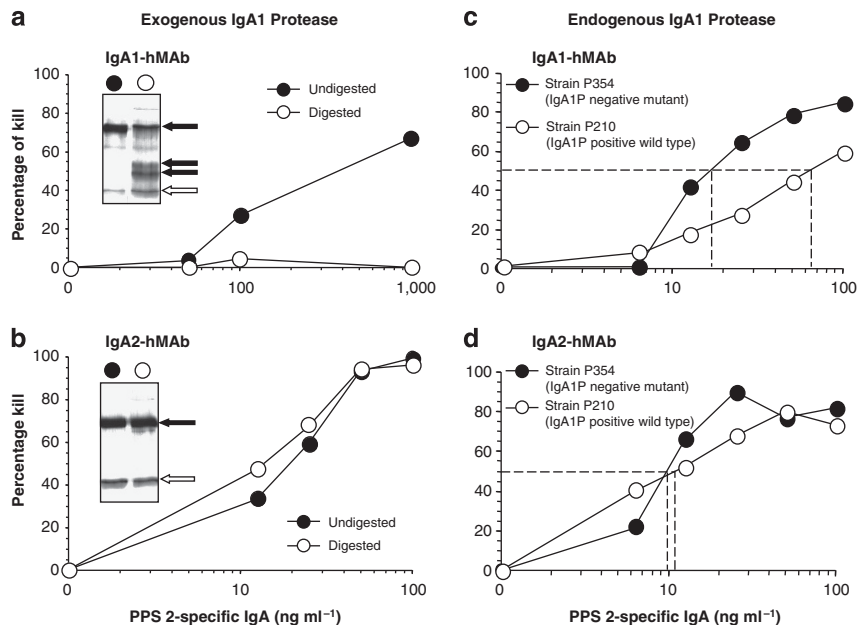 a
Exogenous IgA1 Protease
IgA1-hMAb
Percentage of kill
100
80
60
40
20
0
Undigested
Digested
0
100
1,000
b
IgA2-hMAb
Percentage kill
100
80
60
40
20
0
Undigested
Digested
0
10
100
PPS 2-specific IgA (ng ml⁻¹)
c
Endogenous IgA1 Protease
IgA1-hMAb
100
80
60
40
20
0
Strain P354
(IgA1P negative mutant)
Strain P210
(IgA1P positive wild type)
0
10
100
d
IgA2-hMAb
100
80
60
40
20
0
Strain P354
(IgA1P negative mutant)
Strain P210
(IgA1P positive wild type)
0
10
100
PPS 2-specific IgA (ng ml⁻¹)